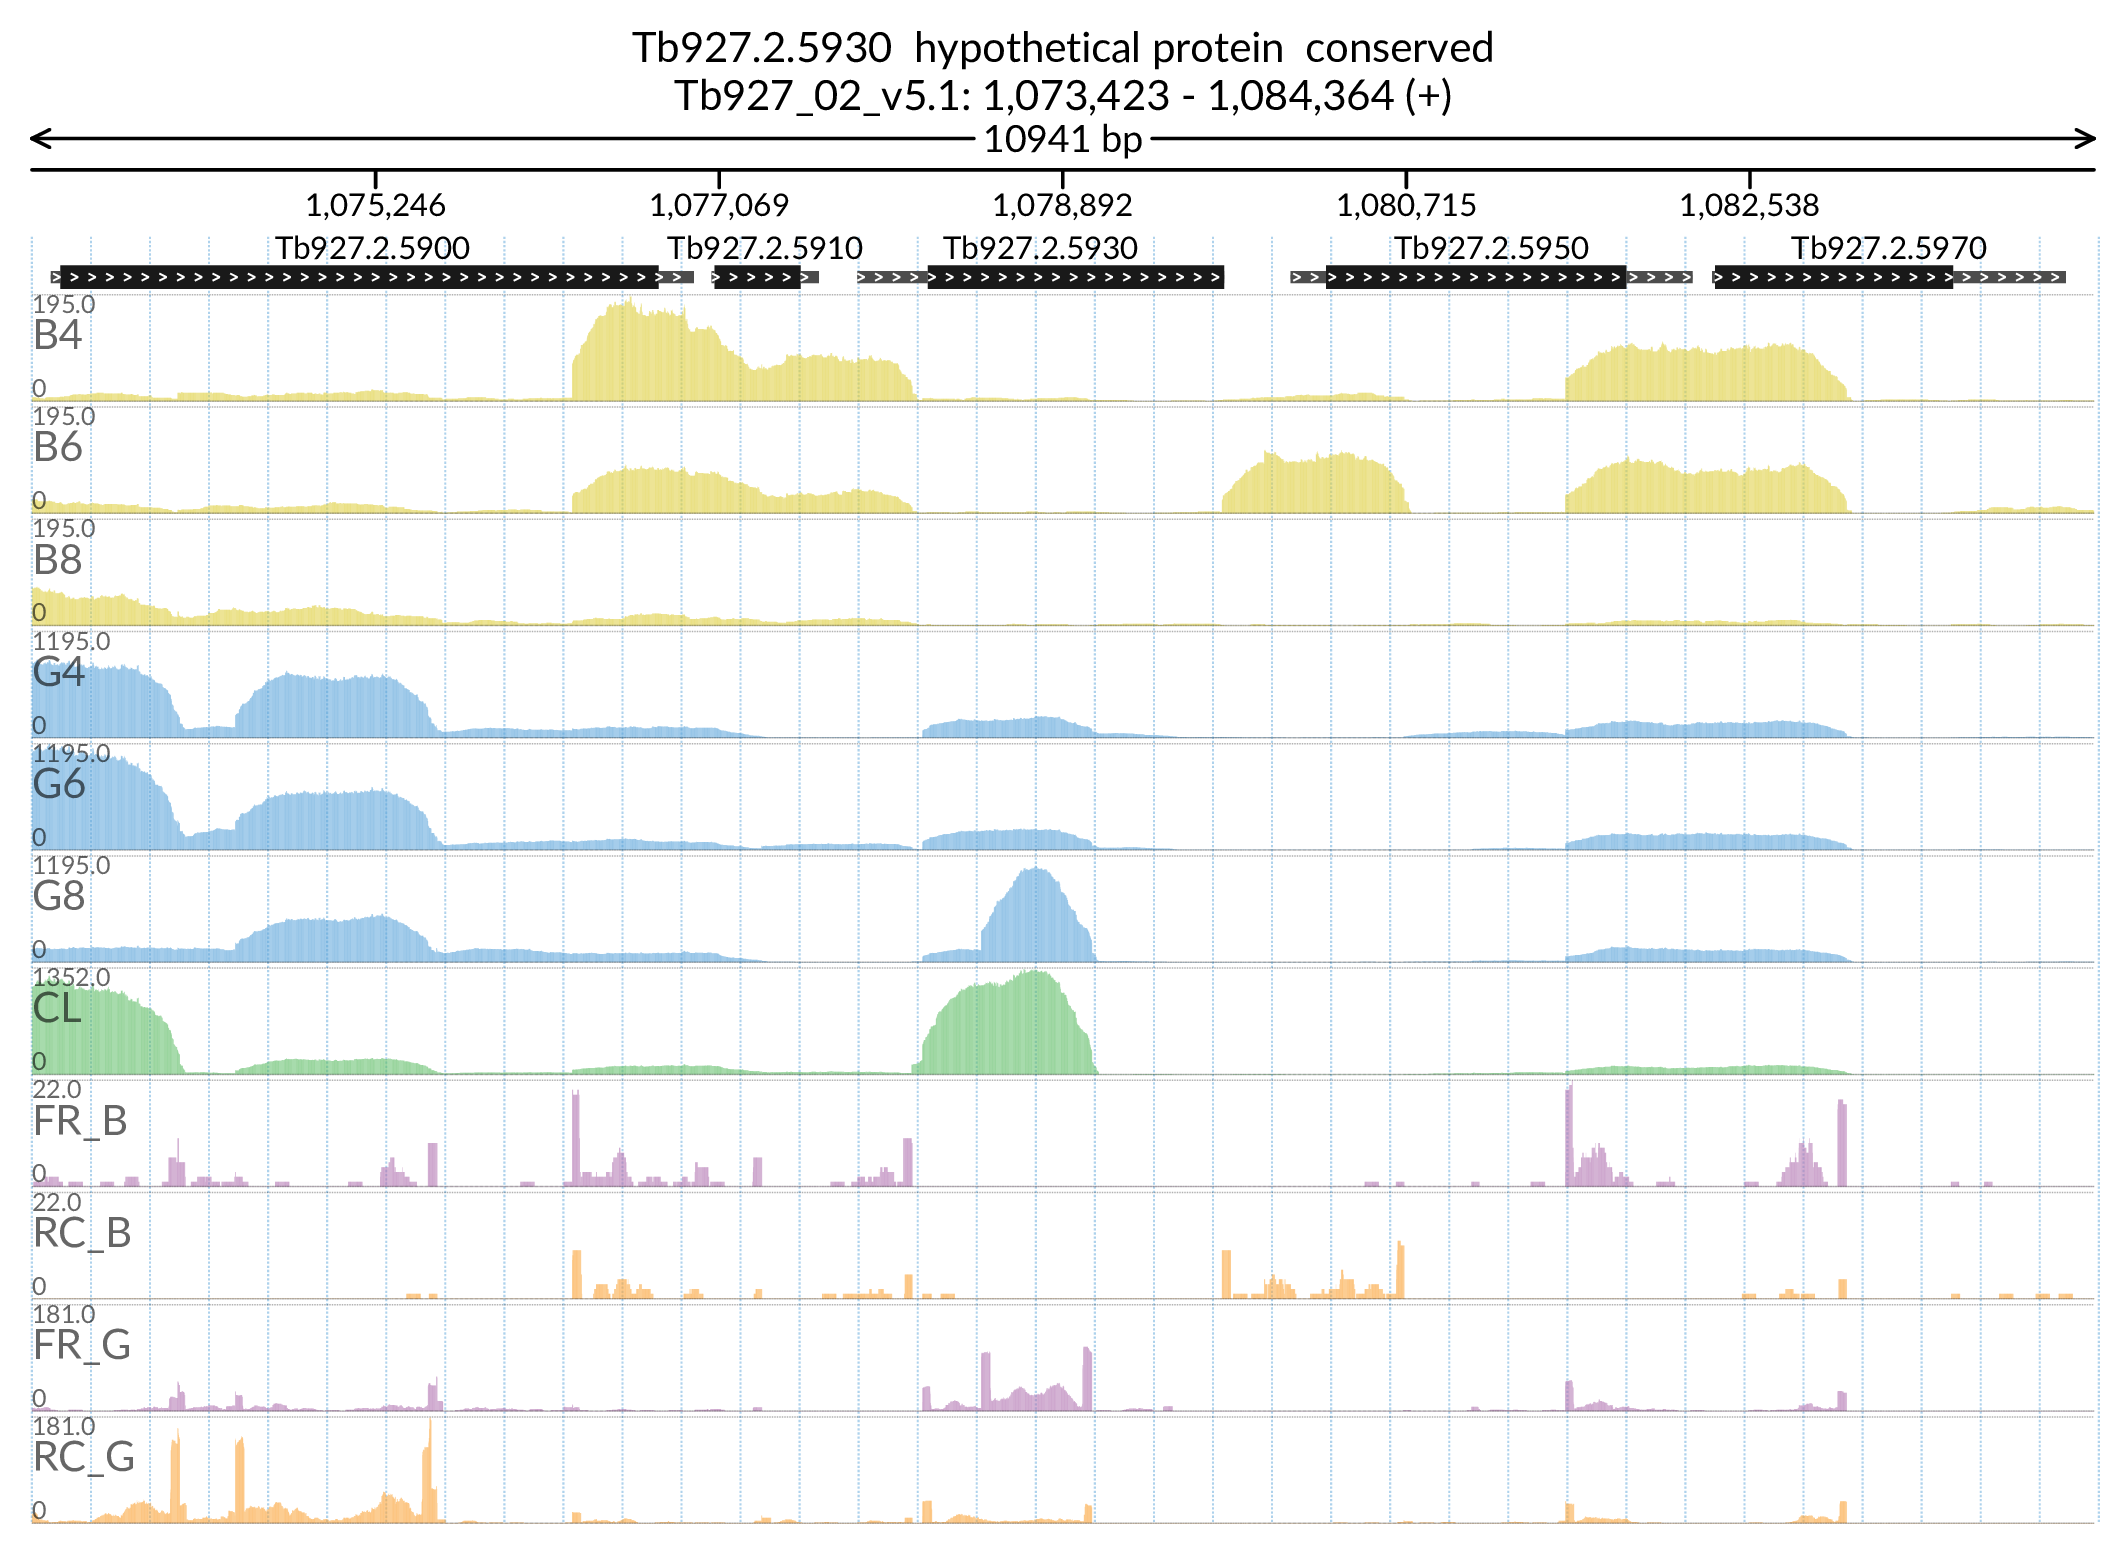 Tb927.2.5930  hypothetical protein  conserved
Tb927_02_v5.1: 1,073,423 - 1,084,364 (+)
10941 bp
1,075,246 1,077,069 1,078,892 1,080,715 1,082,538
Tb927.2.5900 Tb927.2.5910 Tb927.2.5930 Tb927.2.5950 Tb927.2.5970
195.0
B4
0
195.0
B6
0
195.0
B8
0
1195.0
G4
0
1195.0
G6
0
1195.0
G8
0
1352.0
CL
0
22.0
FR_B
0
22.0
RC_B
0
181.0
FR_G
0
181.0
RC_G
0